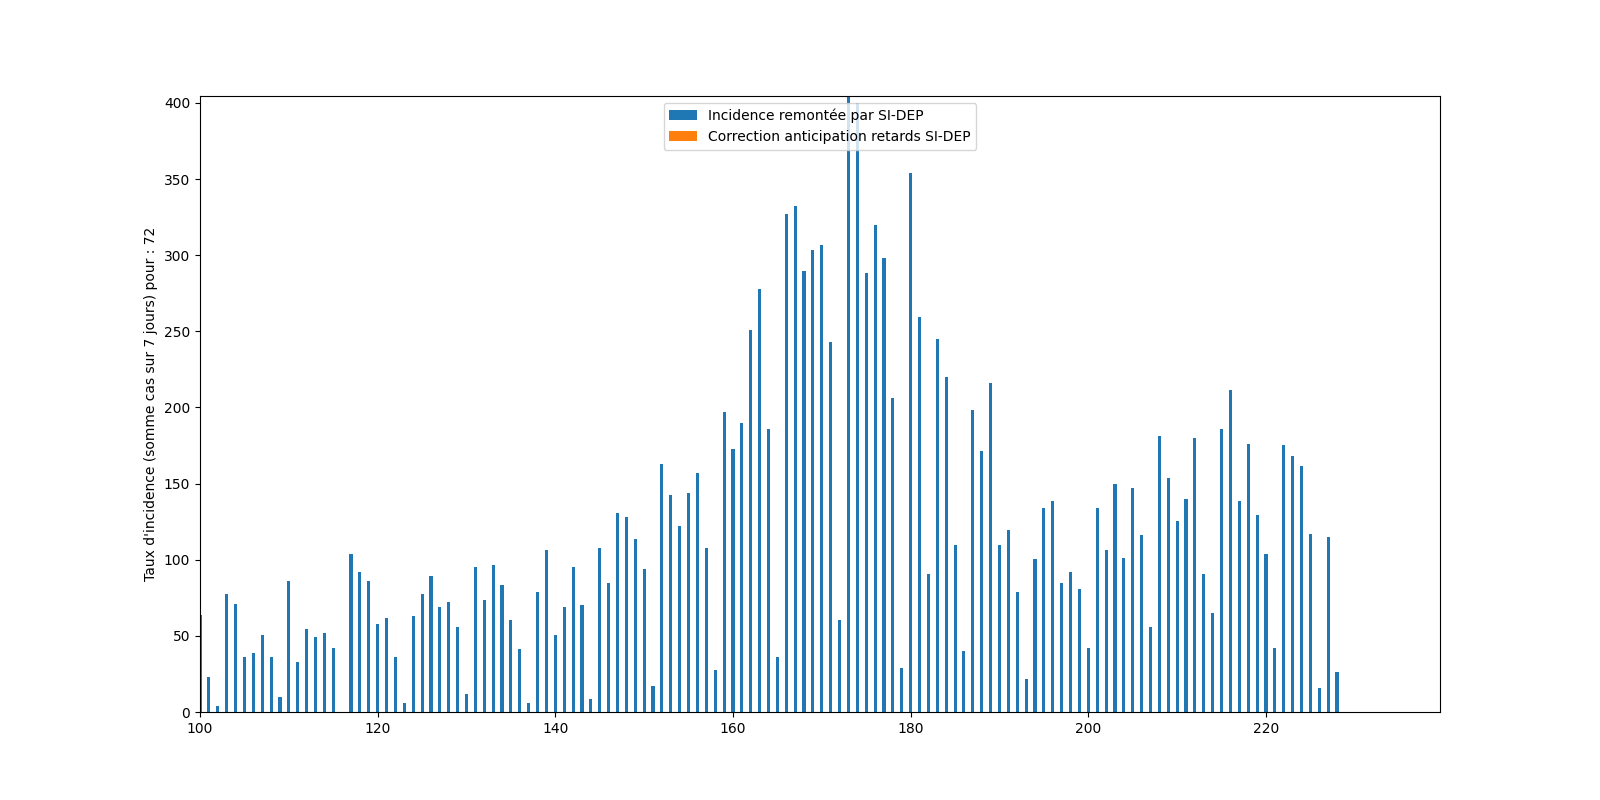 Incidence remontée par SI-DEP
Correction anticipation retards SI-DEP
Taux d'incidence (somme cas sur 7 jours) pour : 72
400
350
300
250
200
150
100
50
0
100 120 140 160 180 200 220